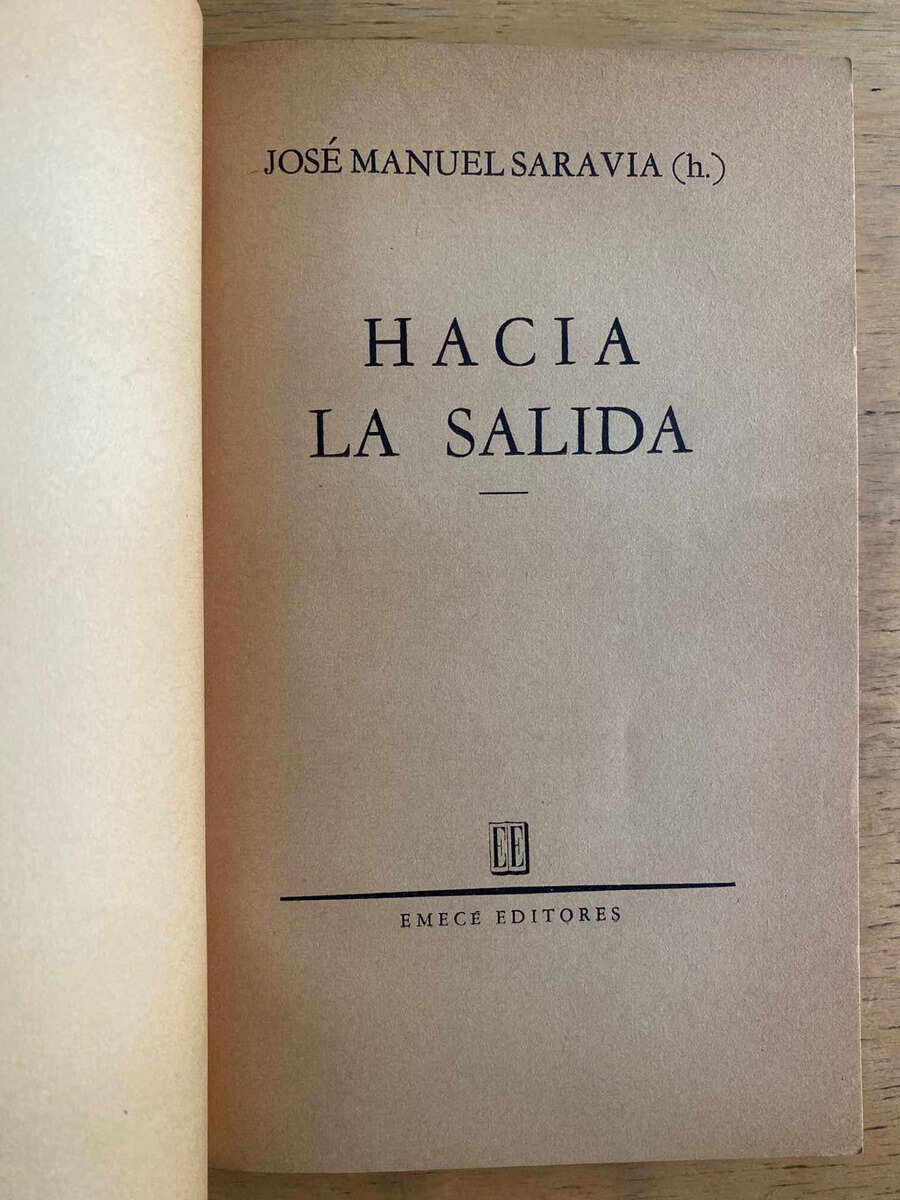 JOSÉ MANUEL SARAVIA (h.)
HACIA
LA SALIDA
EE
EMECÉ EDITORES